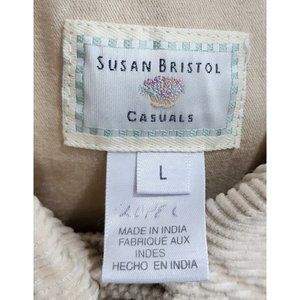 SUSAN BRISTOL
CASUALS
L
MADE IN INDIA
FABRIQUE AUX
INDES
HECHO EN INDIA